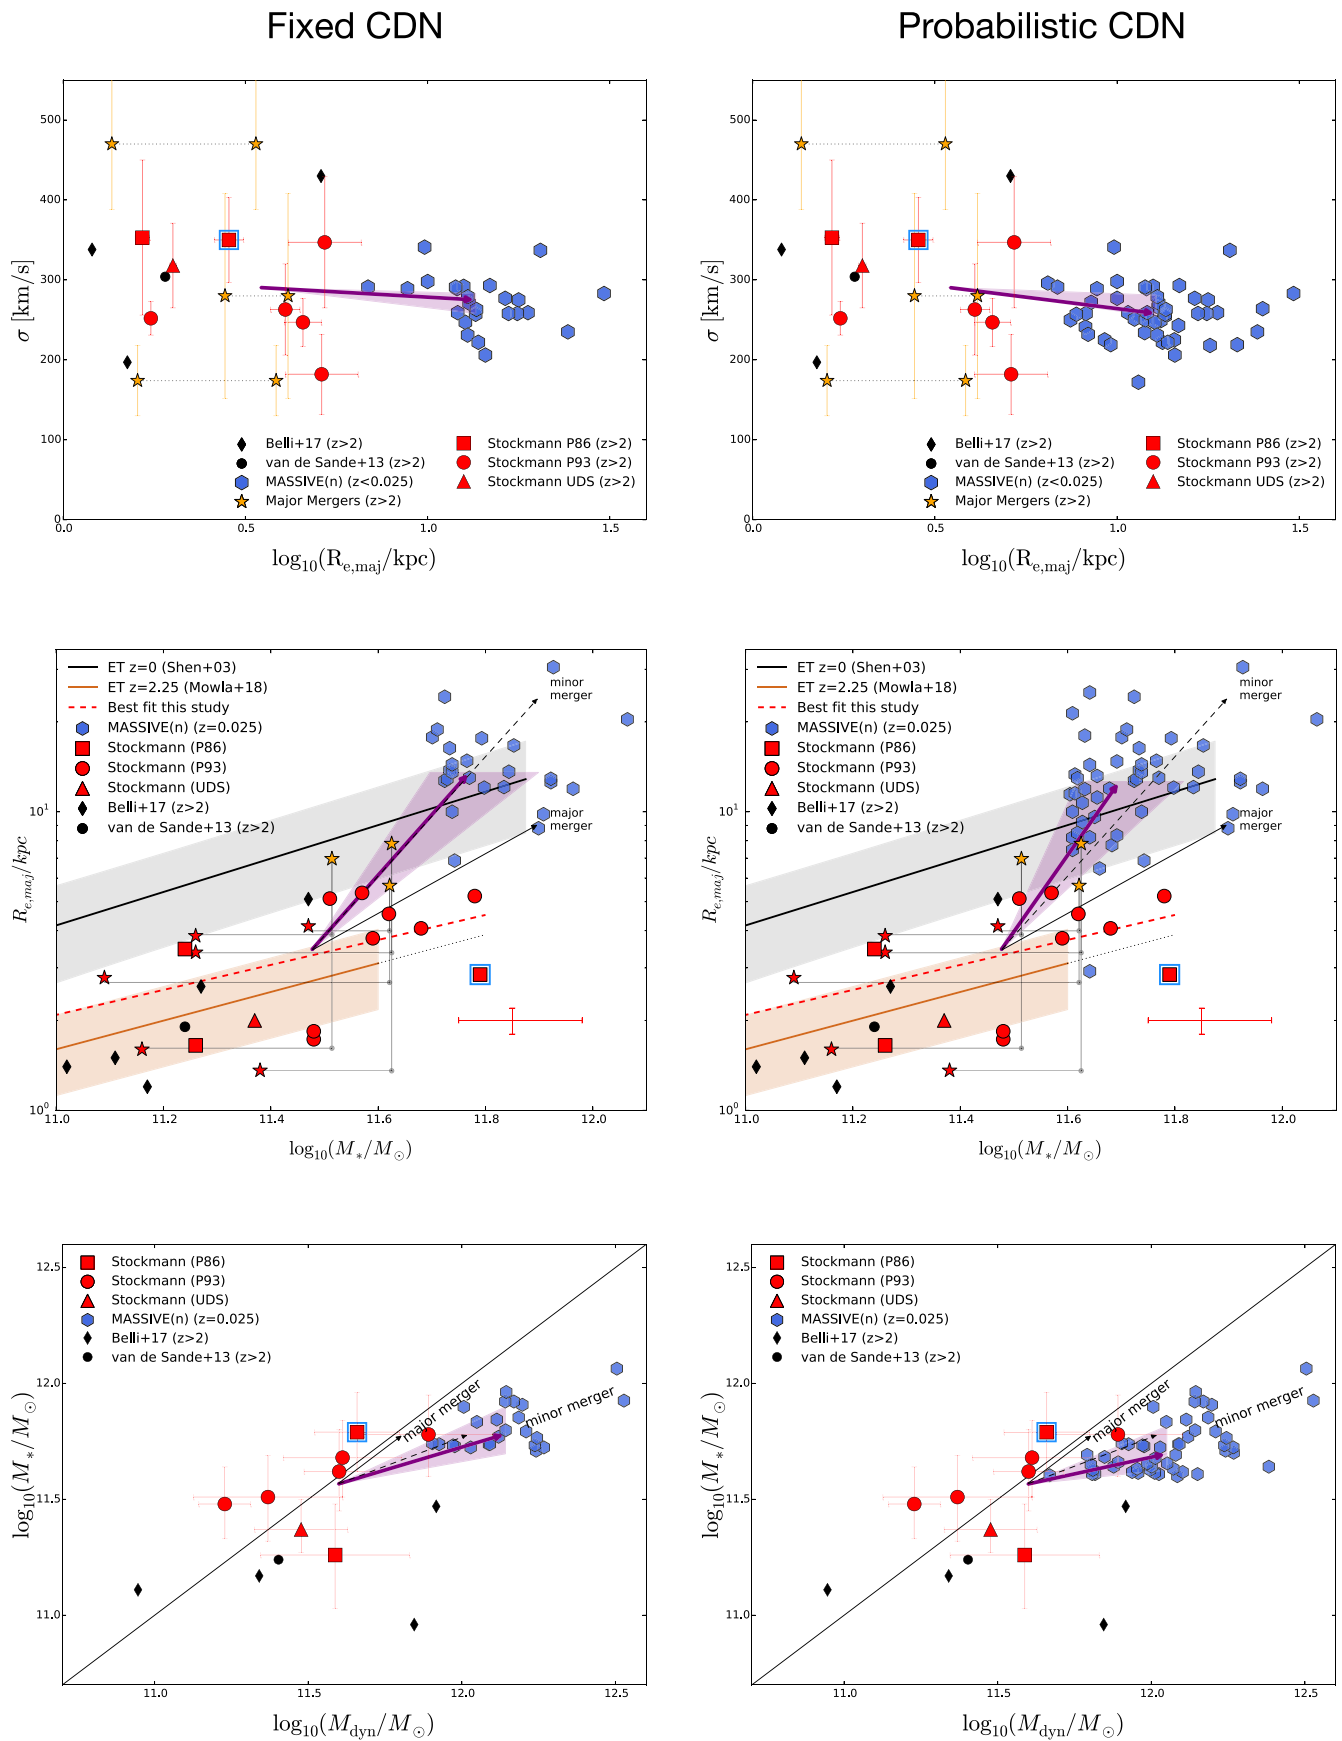 Fixed CDN
Probabilistic CDN
500
400
300
200
100
0
σ [km/s]
Belli+17 (z>2)
van de Sande+13 (z>2)
MASSIVE(n) (z<0.025)
Major Mergers (z>2)
Stockmann P86 (z>2)
Stockmann P93 (z>2)
Stockmann UDS (z>2)
0.0 0.5 1.0 1.5
log₁₀(Rₑ,ₘₐⱼ/kpc)
500
400
300
200
100
0
σ [km/s]
Belli+17 (z>2)
van de Sande+13 (z>2)
MASSIVE(n) (z<0.025)
Major Mergers (z>2)
Stockmann P86 (z>2)
Stockmann P93 (z>2)
Stockmann UDS (z>2)
0.0 0.5 1.0 1.5
log₁₀(Rₑ,ₘₐⱼ/kpc)
ET z=0 (Shen+03)
ET z=2.25 (Mowla+18)
Best fit this study
MASSIVE(n) (z=0.025)
Stockmann (P86)
Stockmann (P93)
Stockmann (UDS)
Belli+17 (z>2)
van de Sande+13 (z>2)
minor
merger
major
merger
10¹
10⁰
Rₑ,ₘₐⱼ/kpc
11.0 11.2 11.4 11.6 11.8 12.0
log₁₀(M∗/M⊙)
ET z=0 (Shen+03)
ET z=2.25 (Mowla+18)
Best fit this study
MASSIVE(n) (z=0.025)
Stockmann (P86)
Stockmann (P93)
Stockmann (UDS)
Belli+17 (z>2)
van de Sande+13 (z>2)
minor
merger
major
merger
10¹
10⁰
Rₑ,ₘₐⱼ/kpc
11.0 11.2 11.4 11.6 11.8 12.0
log₁₀(M∗/M⊙)
Stockmann (P86)
Stockmann (P93)
Stockmann (UDS)
MASSIVE(n) (z=0.025)
Belli+17 (z>2)
van de Sande+13 (z>2)
major merger
minor merger
12.5
12.0
11.5
11.0
log₁₀(M∗/M⊙)
11.0 11.5 12.0 12.5
log₁₀(M_dyn/M⊙)
Stockmann (P86)
Stockmann (P93)
Stockmann (UDS)
MASSIVE(n) (z=0.025)
Belli+17 (z>2)
van de Sande+13 (z>2)
major merger
minor merger
12.5
12.0
11.5
11.0
log₁₀(M∗/M⊙)
11.0 11.5 12.0 12.5
log₁₀(M_dyn/M⊙)